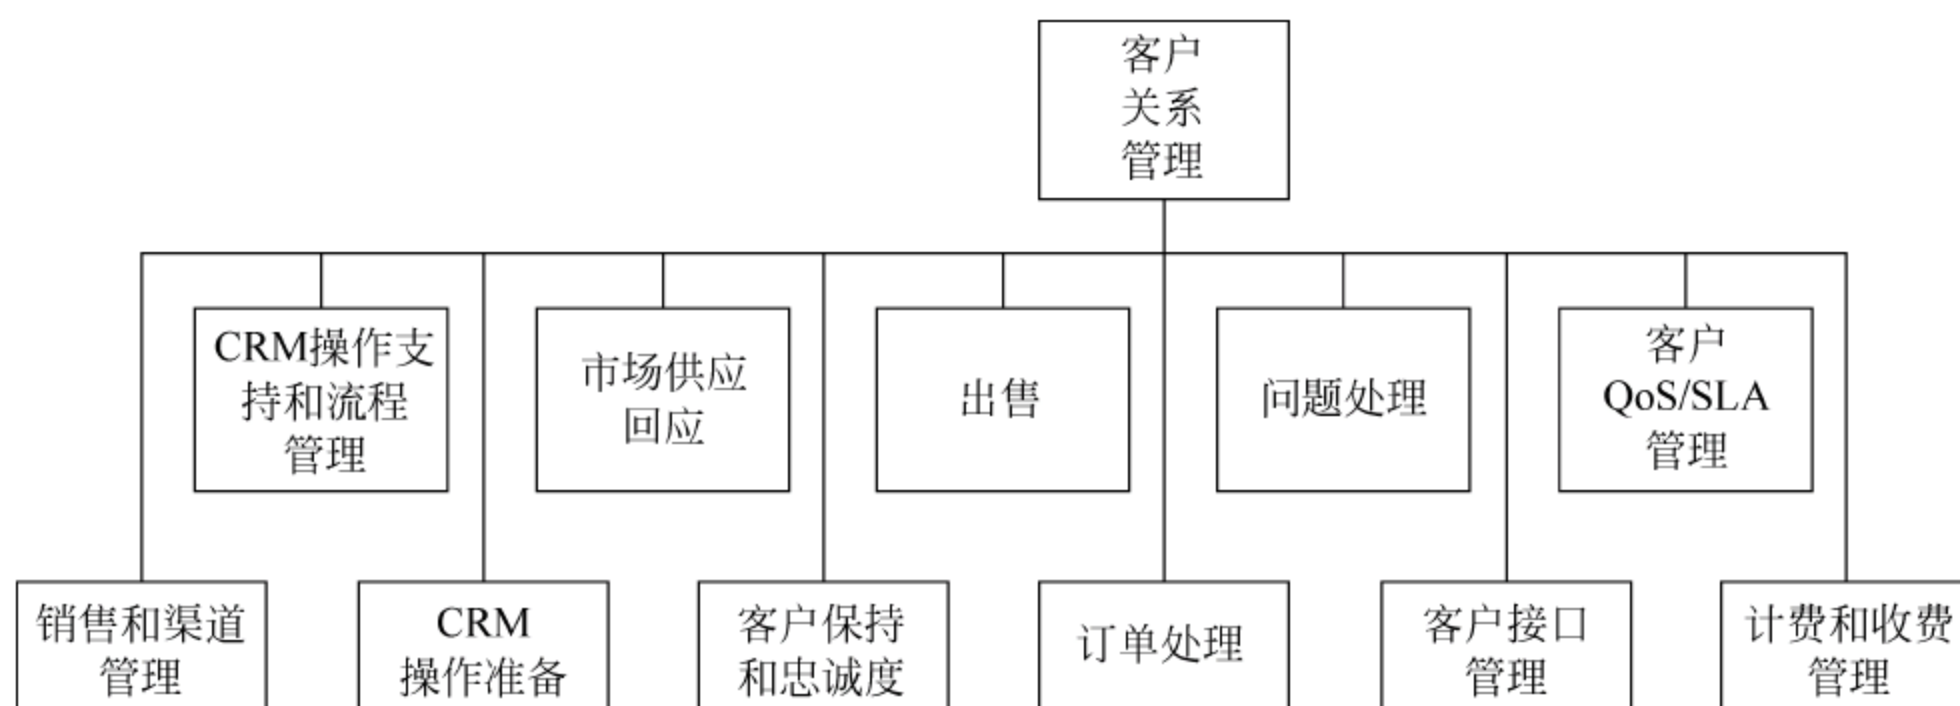 客户
关系
管理
CRM操作支
持和流程
管理
市场供应
回应
出售
问题处理
客户
QoS/SLA
管理
销售和渠道
管理
CRM
操作准备
客户保持
和忠诚度
订单处理
客户接口
管理
计费和收费
管理